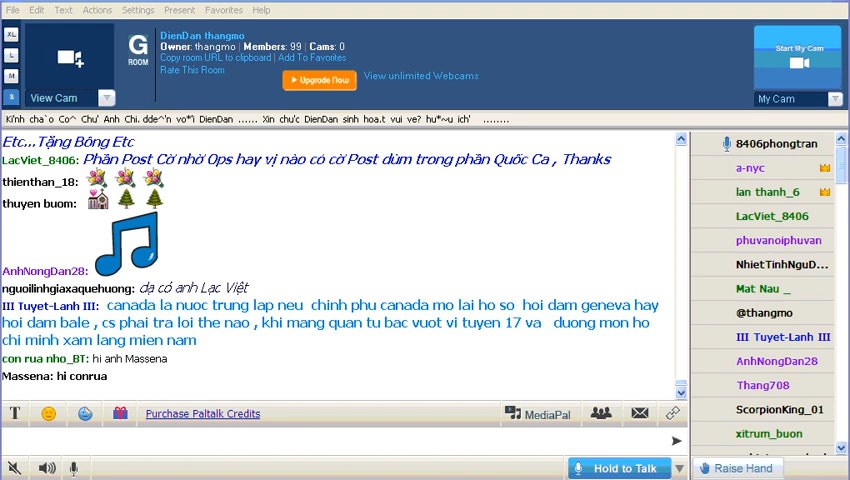 File Edit Text Actions Settings Present Favorites Help
XL
L
M
S
View Cam
G
ROOM
DienDan thangmo
Owner: thangmo | Members: 99 | Cams: 0
Copy room URL to clipboard | Add To Favorites
Rate This Room
Upgrade Now
View unlimited Webcams
Start My Cam
My Cam
Ki'nh cha`o Co^ Chu' Anh Chi. dde^'n vo*'i DienDan ...... Xin chu'c DienDan sinh hoa.t vui ve? hu*~u ich' ........
Etc...Tặng Bông Etc
LacViet_8406: Phần Post Cờ nhờ Ops hay vị nào có cờ Post dùm trong phần Quốc Ca , Thanks
thienthan_18:
thuyen buom:
AnhNongDan28:
nguoilinhgiaxaquehuong: dạ có anh Lạc Việt
III Tuyet-Lanh III: canada la nuoc trung lap neu chinh phu canada mo lai ho so hoi dam geneva hay
hoi dam bale , cs phai tra loi the nao , khi mang quan tu bac vuot vi tuyen 17 va duong mon ho
chi minh xam lang mien nam
con rua nho_BT: hi anh Massena
Massena: hi conrua
T
Purchase Paltalk Credits
MediaPal
Hold to Talk
8406phongtran
a-nyc
lan thanh_6
LacViet_8406
phuvanoiphuvan
NhietTinhNguD...
Mat Nau _
@thangmo
III Tuyet-Lanh III
AnhNongDan28
Thang708
ScorpionKing_01
xitrum_buon
Raise Hand